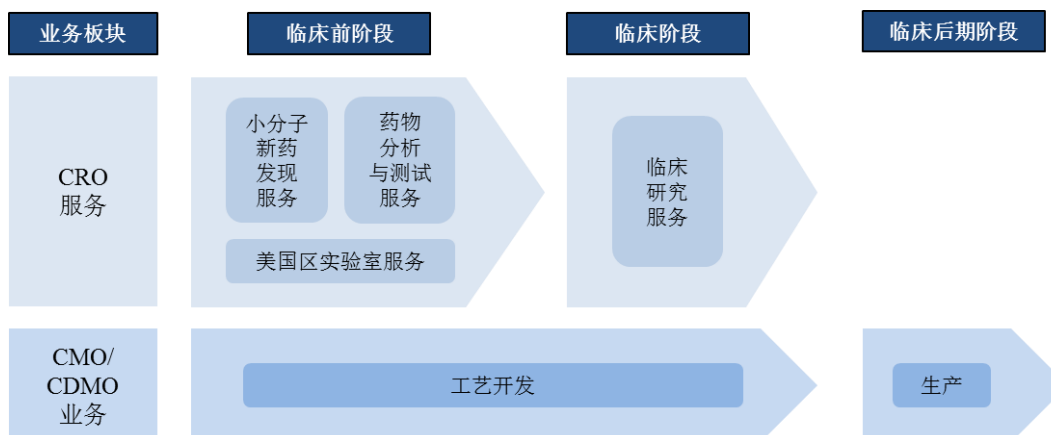 业务板块
临床前阶段
临床阶段
临床后期阶段
CRO
服务
小分子
新药
发现
服务
药物
分析
与测试
服务
美国区实验室服务
临床
研究
服务
CMO/
CDMO
业务
工艺开发
生产